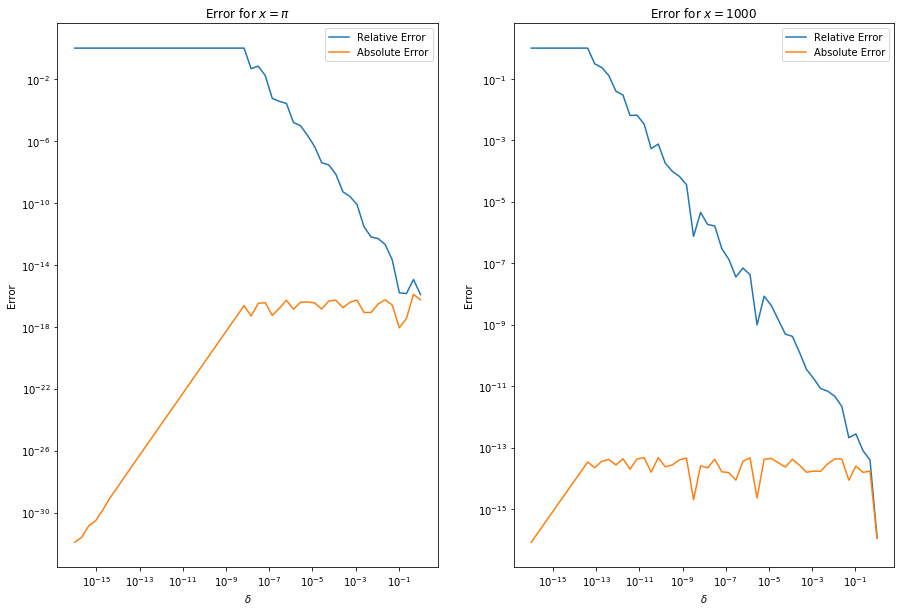 Error for $x = \pi$
Relative Error
Absolute Error
Error
10⁻²
10⁻⁶
10⁻¹⁰
10⁻¹⁴
10⁻¹⁸
10⁻²²
10⁻²⁶
10⁻³⁰
10⁻¹⁵ 10⁻¹³ 10⁻¹¹ 10⁻⁹ 10⁻⁷ 10⁻⁵ 10⁻³ 10⁻¹
δ
Error for x = 1000
Relative Error
Absolute Error
Error
10⁻¹
10⁻³
10⁻⁵
10⁻⁷
10⁻⁹
10⁻¹¹
10⁻¹³
10⁻¹⁵
10⁻¹⁵ 10⁻¹³ 10⁻¹¹ 10⁻⁹ 10⁻⁷ 10⁻⁵ 10⁻³ 10⁻¹
δ